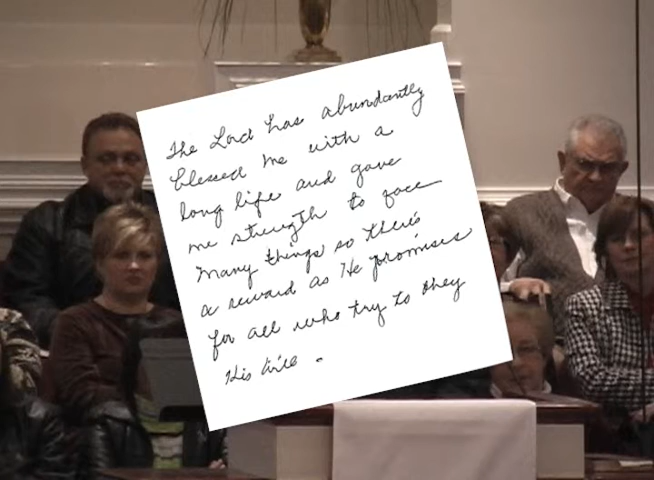 The Lord has abundantly
blessed me with a
long life and gave
me strength to face
many things so there's
a reward as He promises
for all who try to obey
His will.